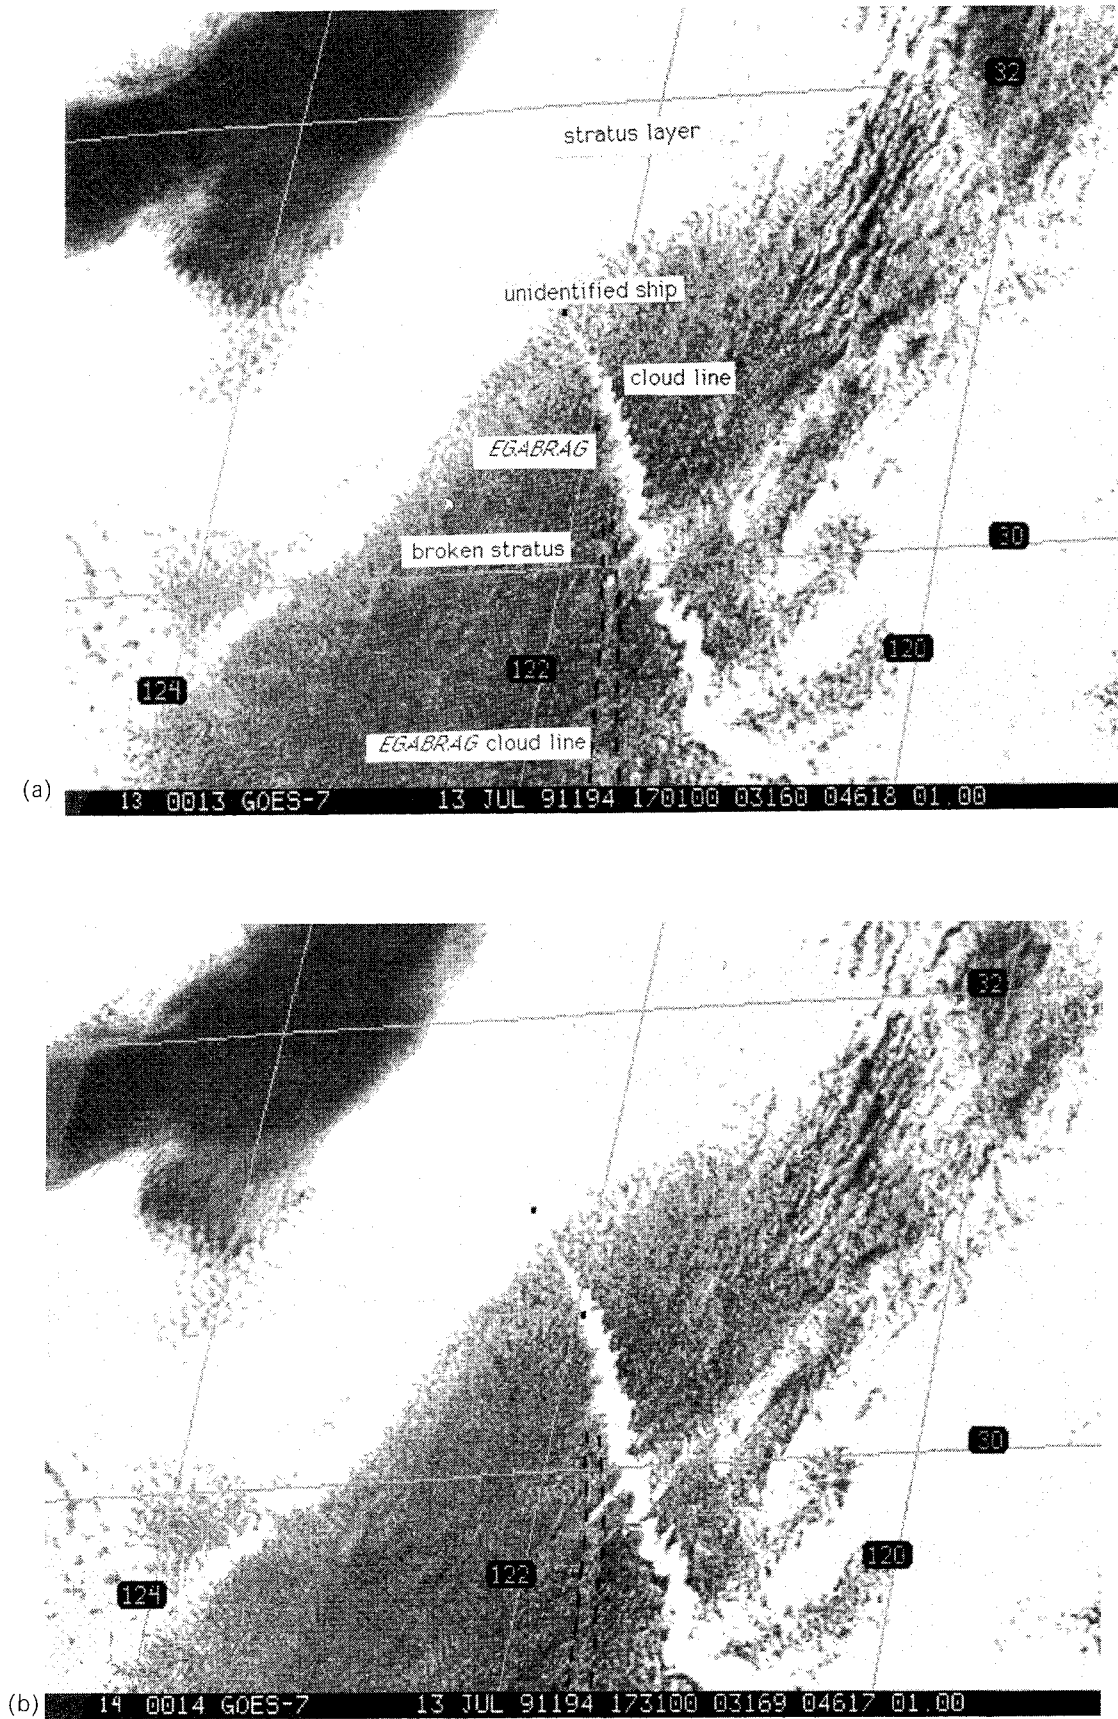 32
stratus layer
unidentified ship
cloud line
EGABRAG
30
broken stratus
120
122
124
EGABRAG cloud line
(a)
13 0013 GOES-7 13 JUL 91194 170100 03160 04618 01.00
32
30
120
122
124
(b)
14 0014 GOES-7 13 JUL 91194 173100 03169 04617 01.00